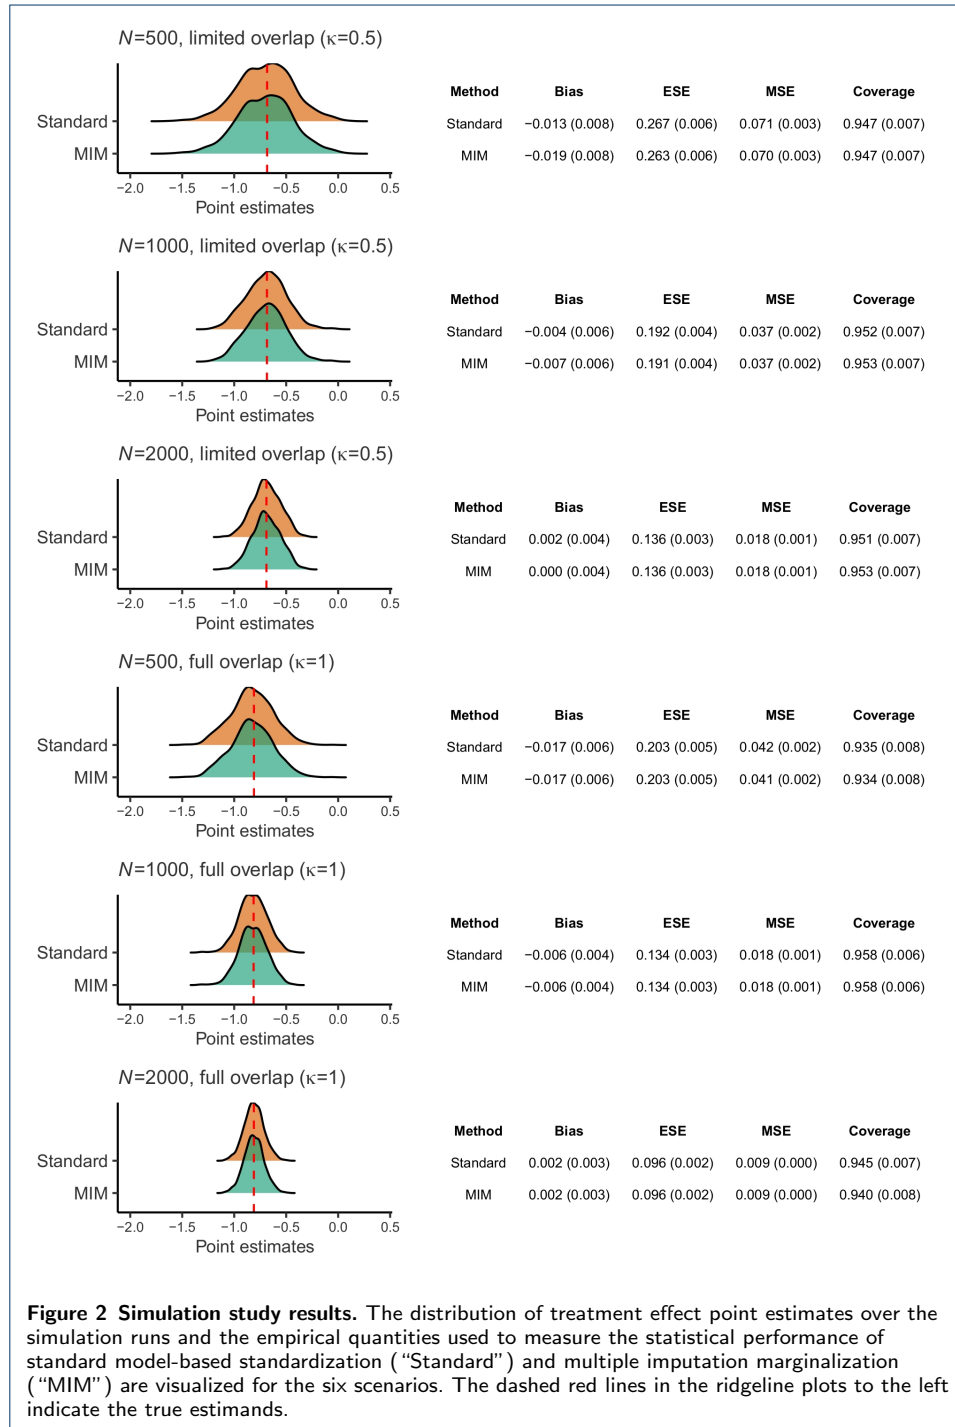 N=500, limited overlap (κ=0.5)
Standard
MIM
−2.0 −1.5 −1.0 −0.5 0.0 0.5
Point estimates
Method Bias ESE MSE Coverage
Standard −0.013 (0.008) 0.267 (0.006) 0.071 (0.003) 0.947 (0.007)
MIM −0.019 (0.008) 0.263 (0.006) 0.070 (0.003) 0.947 (0.007)
N=1000, limited overlap (κ=0.5)
Standard
MIM
−2.0 −1.5 −1.0 −0.5 0.0 0.5
Point estimates
Method Bias ESE MSE Coverage
Standard −0.004 (0.006) 0.192 (0.004) 0.037 (0.002) 0.952 (0.007)
MIM −0.007 (0.006) 0.191 (0.004) 0.037 (0.002) 0.953 (0.007)
N=2000, limited overlap (κ=0.5)
Standard
MIM
−2.0 −1.5 −1.0 −0.5 0.0 0.5
Point estimates
Method Bias ESE MSE Coverage
Standard 0.002 (0.004) 0.136 (0.003) 0.018 (0.001) 0.951 (0.007)
MIM 0.000 (0.004) 0.136 (0.003) 0.018 (0.001) 0.953 (0.007)
N=500, full overlap (κ=1)
Standard
MIM
−2.0 −1.5 −1.0 −0.5 0.0 0.5
Point estimates
Method Bias ESE MSE Coverage
Standard −0.017 (0.006) 0.203 (0.005) 0.042 (0.002) 0.935 (0.008)
MIM −0.017 (0.006) 0.203 (0.005) 0.041 (0.002) 0.934 (0.008)
N=1000, full overlap (κ=1)
Standard
MIM
−2.0 −1.5 −1.0 −0.5 0.0 0.5
Point estimates
Method Bias ESE MSE Coverage
Standard −0.006 (0.004) 0.134 (0.003) 0.018 (0.001) 0.958 (0.006)
MIM −0.006 (0.004) 0.134 (0.003) 0.018 (0.001) 0.958 (0.006)
N=2000, full overlap (κ=1)
Standard
MIM
−2.0 −1.5 −1.0 −0.5 0.0 0.5
Point estimates
Method Bias ESE MSE Coverage
Standard 0.002 (0.003) 0.096 (0.002) 0.009 (0.000) 0.945 (0.007)
MIM 0.002 (0.003) 0.096 (0.002) 0.009 (0.000) 0.940 (0.008)
Figure 2 Simulation study results. The distribution of treatment effect point estimates over the
simulation runs and the empirical quantities used to measure the statistical performance of
standard model-based standardization (“Standard”) and multiple imputation marginalization
(“MIM”) are visualized for the six scenarios. The dashed red lines in the ridgeline plots to the left
indicate the true estimands.